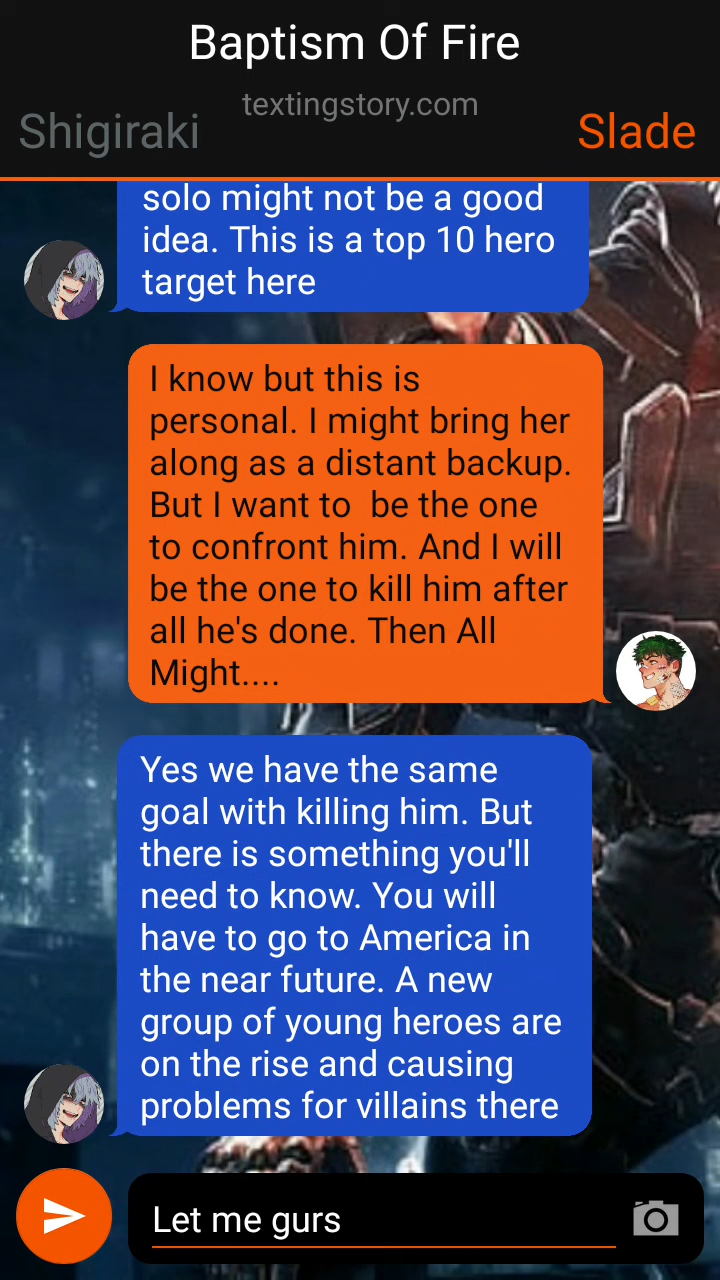 Baptism Of Fire
textingstory.com
Shigiraki
Slade
solo might not be a good
idea. This is a top 10 hero
target here
I know but this is
personal. I might bring her
along as a distant backup.
But I want to  be the one
to confront him. And I will
be the one to kill him after
all he's done. Then All
Might....
Yes we have the same
goal with killing him. But
there is something you'll
need to know. You will
have to go to America in
the near future. A new
group of young heroes are
on the rise and causing
problems for villains there
Let me gurs